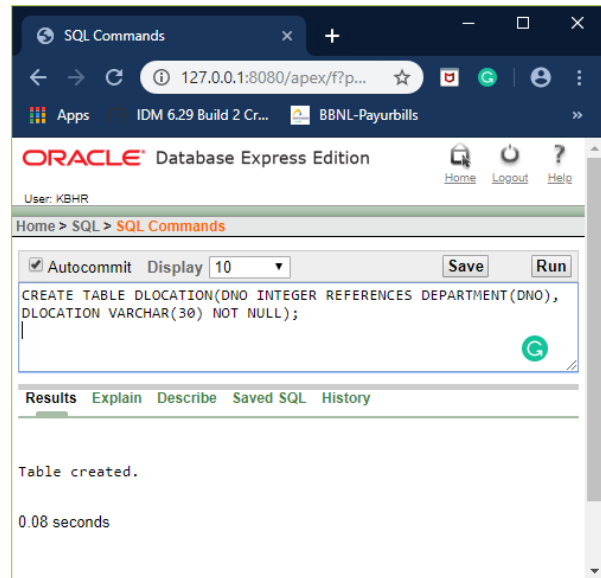 SQL Commands
127.0.0.1:8080/apex/f?p...
Apps IDM 6.29 Build 2 Cr... BBNL-Payurbills »
ORACLE® Database Express Edition
Home Logout Help
User: KBHR
Home > SQL > SQL Commands
Autocommit Display 10 Save Run
CREATE TABLE DLOCATION(DNO INTEGER REFERENCES DEPARTMENT(DNO),
DLOCATION VARCHAR(30) NOT NULL);
Results Explain Describe Saved SQL History
Table created.
0.08 seconds